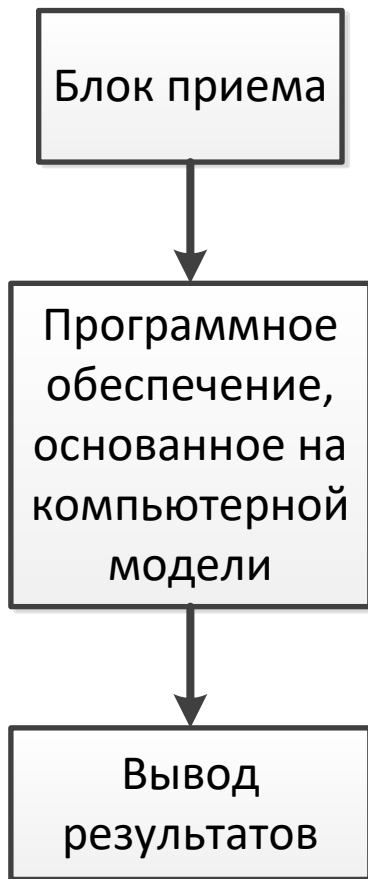 Блок приема
Программное
обеспечение,
основанное на
компьютерной
модели
Вывод
результатов